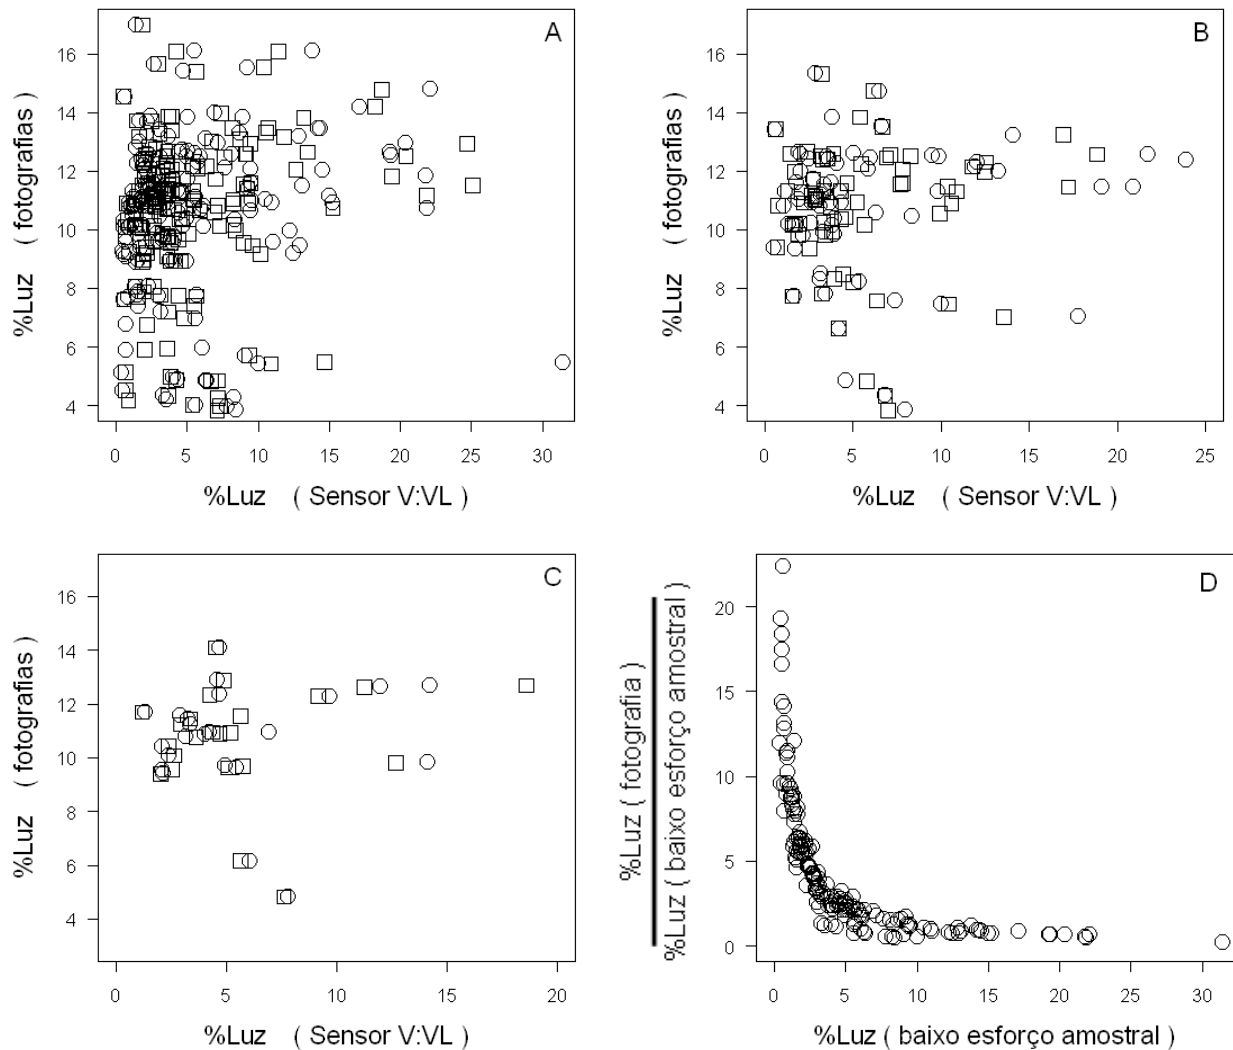 A
16
14
12
10
8
6
4
%Luz ( fotografias )
0 5 10 15 20 25 30
%Luz ( Sensor V:VL )
B
16
14
12
10
8
6
4
%Luz ( fotografias )
0 5 10 15 20 25
%Luz ( Sensor V:VL )
C
16
14
12
10
8
6
4
%Luz ( fotografias )
0 5 10 15 20
%Luz ( Sensor V:VL )
D
20
15
10
5
0
%Luz ( fotografia )
%Luz ( baixo esforço amostral )
0 5 10 15 20 25 30
%Luz ( baixo esforço amostral )